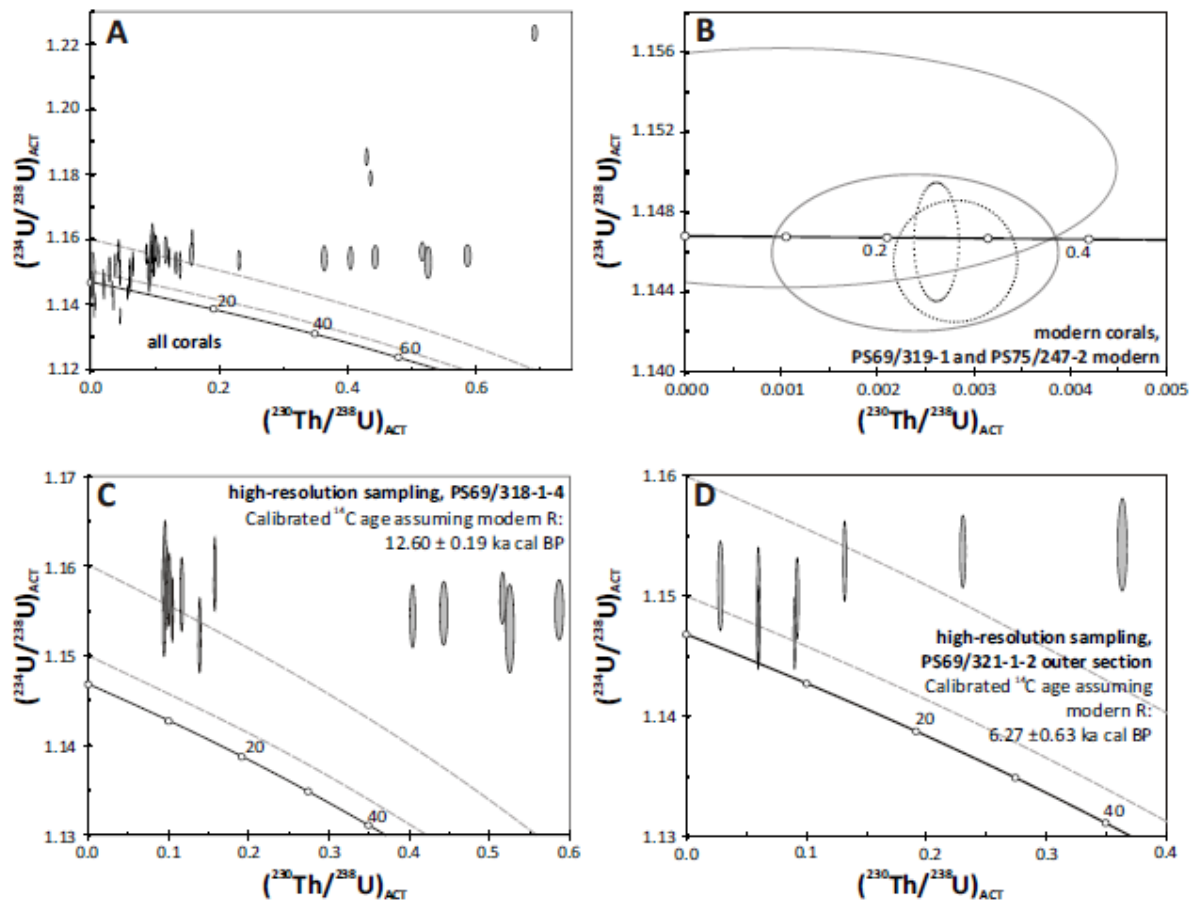 A
1.22
1.20
1.18
1.16
1.14
1.12
(²³⁴U/²³⁸U)ACT
20
40
60
all corals
0.0 0.2 0.4 0.6
(²³⁰Th/²³⁸U)ACT
B
1.156
1.152
1.148
1.144
1.140
(²³⁴U/²³⁸U)ACT
0.2
0.4
modern corals,
PS69/319-1 and PS75/247-2 modern
0.000 0.001 0.002 0.003 0.004 0.005
(²³⁰Th/²³⁸U)ACT
C
high-resolution sampling, PS69/318-1-4
Calibrated ¹⁴C age assuming modern R:
12.60 ± 0.19 ka cal BP
1.17
1.16
1.15
1.14
1.13
(²³⁴U/²³⁸U)ACT
20
40
0.0 0.1 0.2 0.3 0.4 0.5 0.6
(²³⁰Th/²³⁸U)ACT
D
1.16
1.15
1.14
1.13
(²³⁴U/²³⁸U)ACT
high-resolution sampling,
PS69/321-1-2 outer section
Calibrated ¹⁴C age assuming
modern R:
6.27 ±0.63 ka cal BP
20
40
0.0 0.1 0.2 0.3 0.4
(²³⁰Th/²³⁸U)ACT